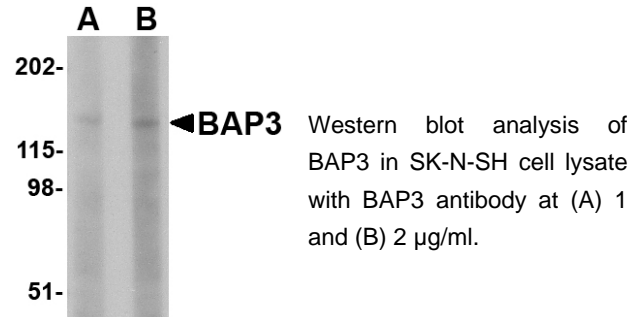 A B
202-
BAP3
115-
98-
51-
Western blot analysis of
BAP3 in SK-N-SH cell lysate
with BAP3 antibody at (A) 1
and (B) 2 µg/ml.